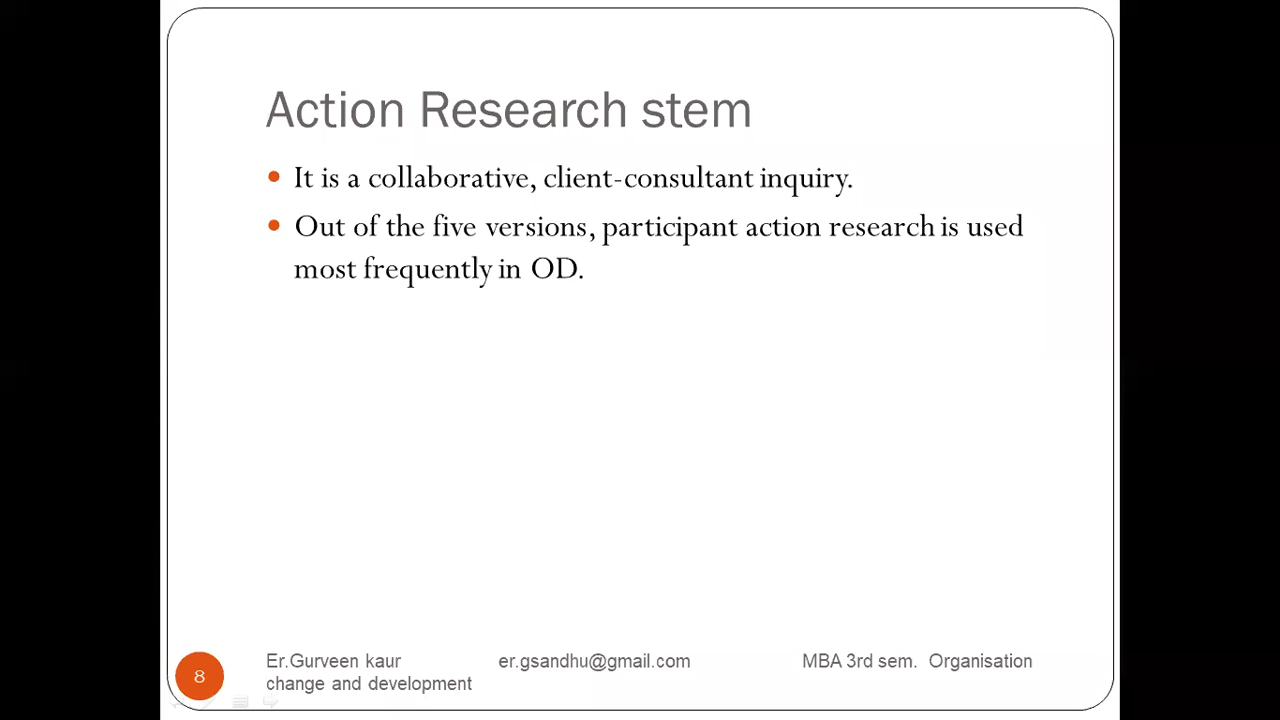 Action Research stem
It is a collaborative, client-consultant inquiry.
Out of the five versions, participant action research is used
most frequently in OD.
8
Er.Gurveen kaur er.gsandhu@gmail.com MBA 3rd sem. Organisation
change and development